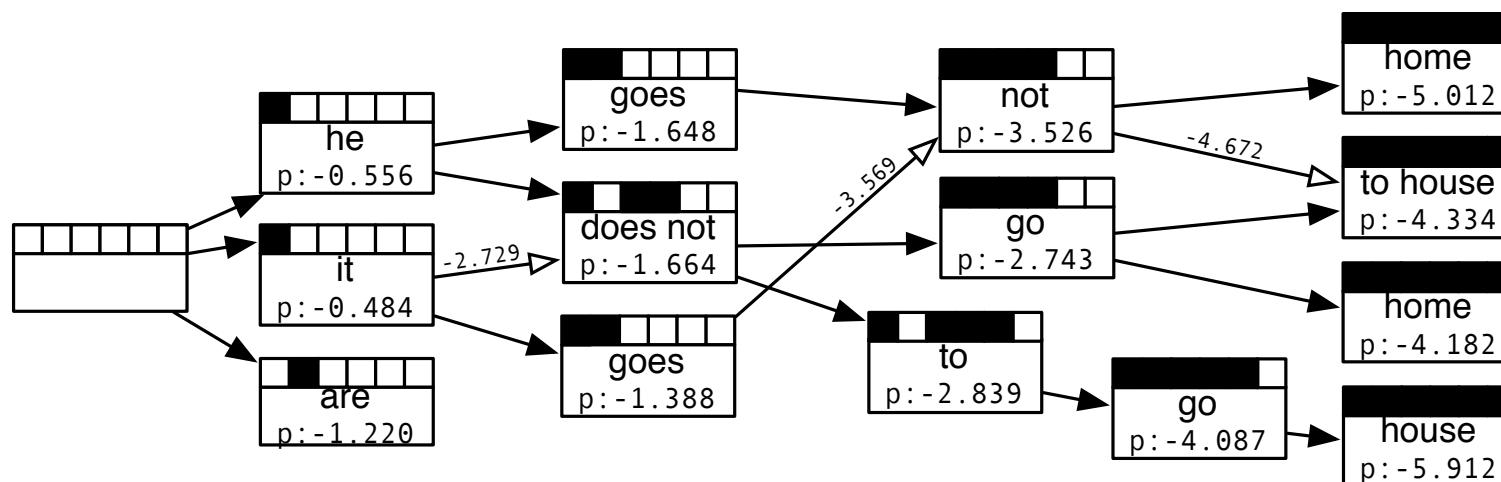 he
p:-0.556
it
p:-0.484
are
p:-1.220
-2.729
goes
p:-1.648
does not
p:-1.664
goes
p:-1.388
-3.569
not
p:-3.526
go
p:-2.743
to
p:-2.839
go
p:-4.087
-4.672
home
p:-5.012
to house
p:-4.334
home
p:-4.182
house
p:-5.912